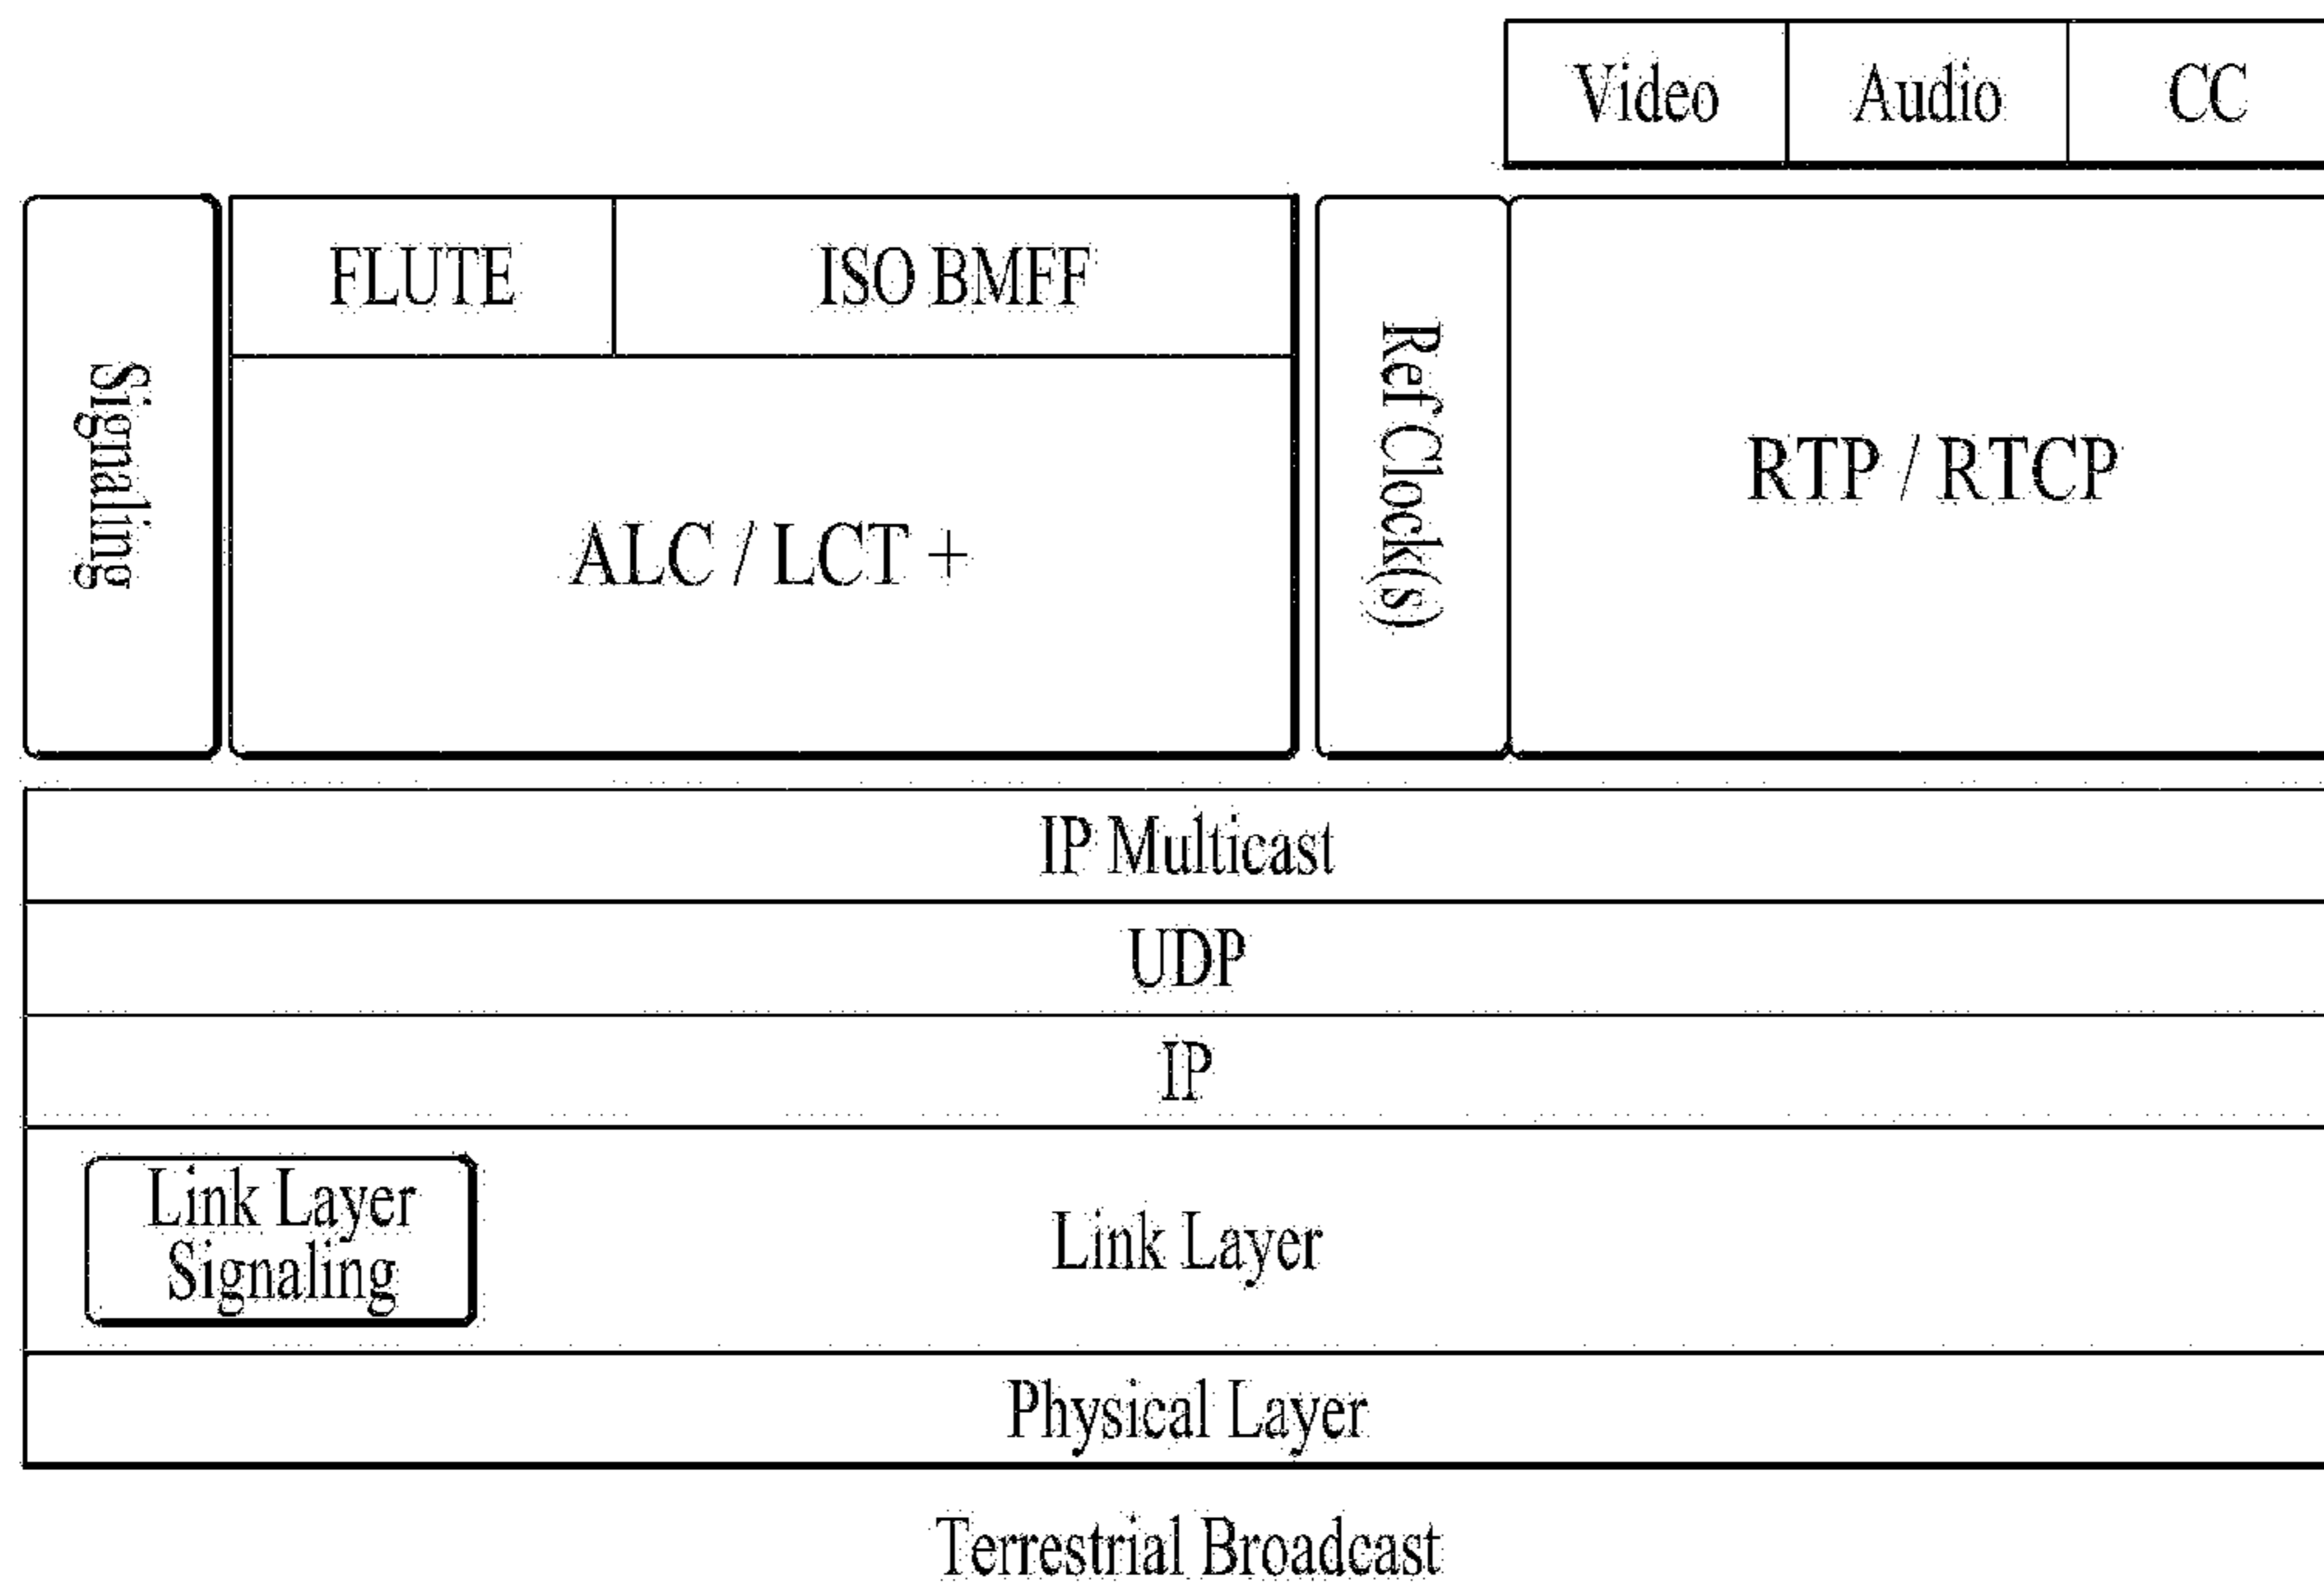 Video Audio CC
Signaling
FLUTE ISO BMFF
ALC / LCT +
Ref Clock(s)
RTP / RTCP
IP Multicast
UDP
IP
Link Layer
Signaling
Link Layer
Physical Layer
Terrestrial Broadcast